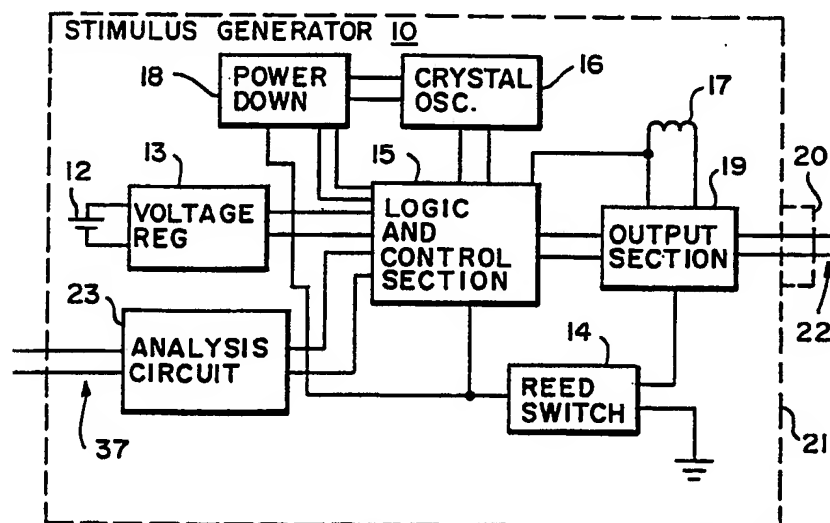 STIMULUS GENERATOR 10
18
POWER
DOWN
CRYSTAL
OSC.
16
17
12
13
VOLTAGE
REG
15
LOGIC
AND
CONTROL
SECTION
19
OUTPUT
SECTION
20
22
23
ANALYSIS
CIRCUIT
37
14
REED
SWITCH
21